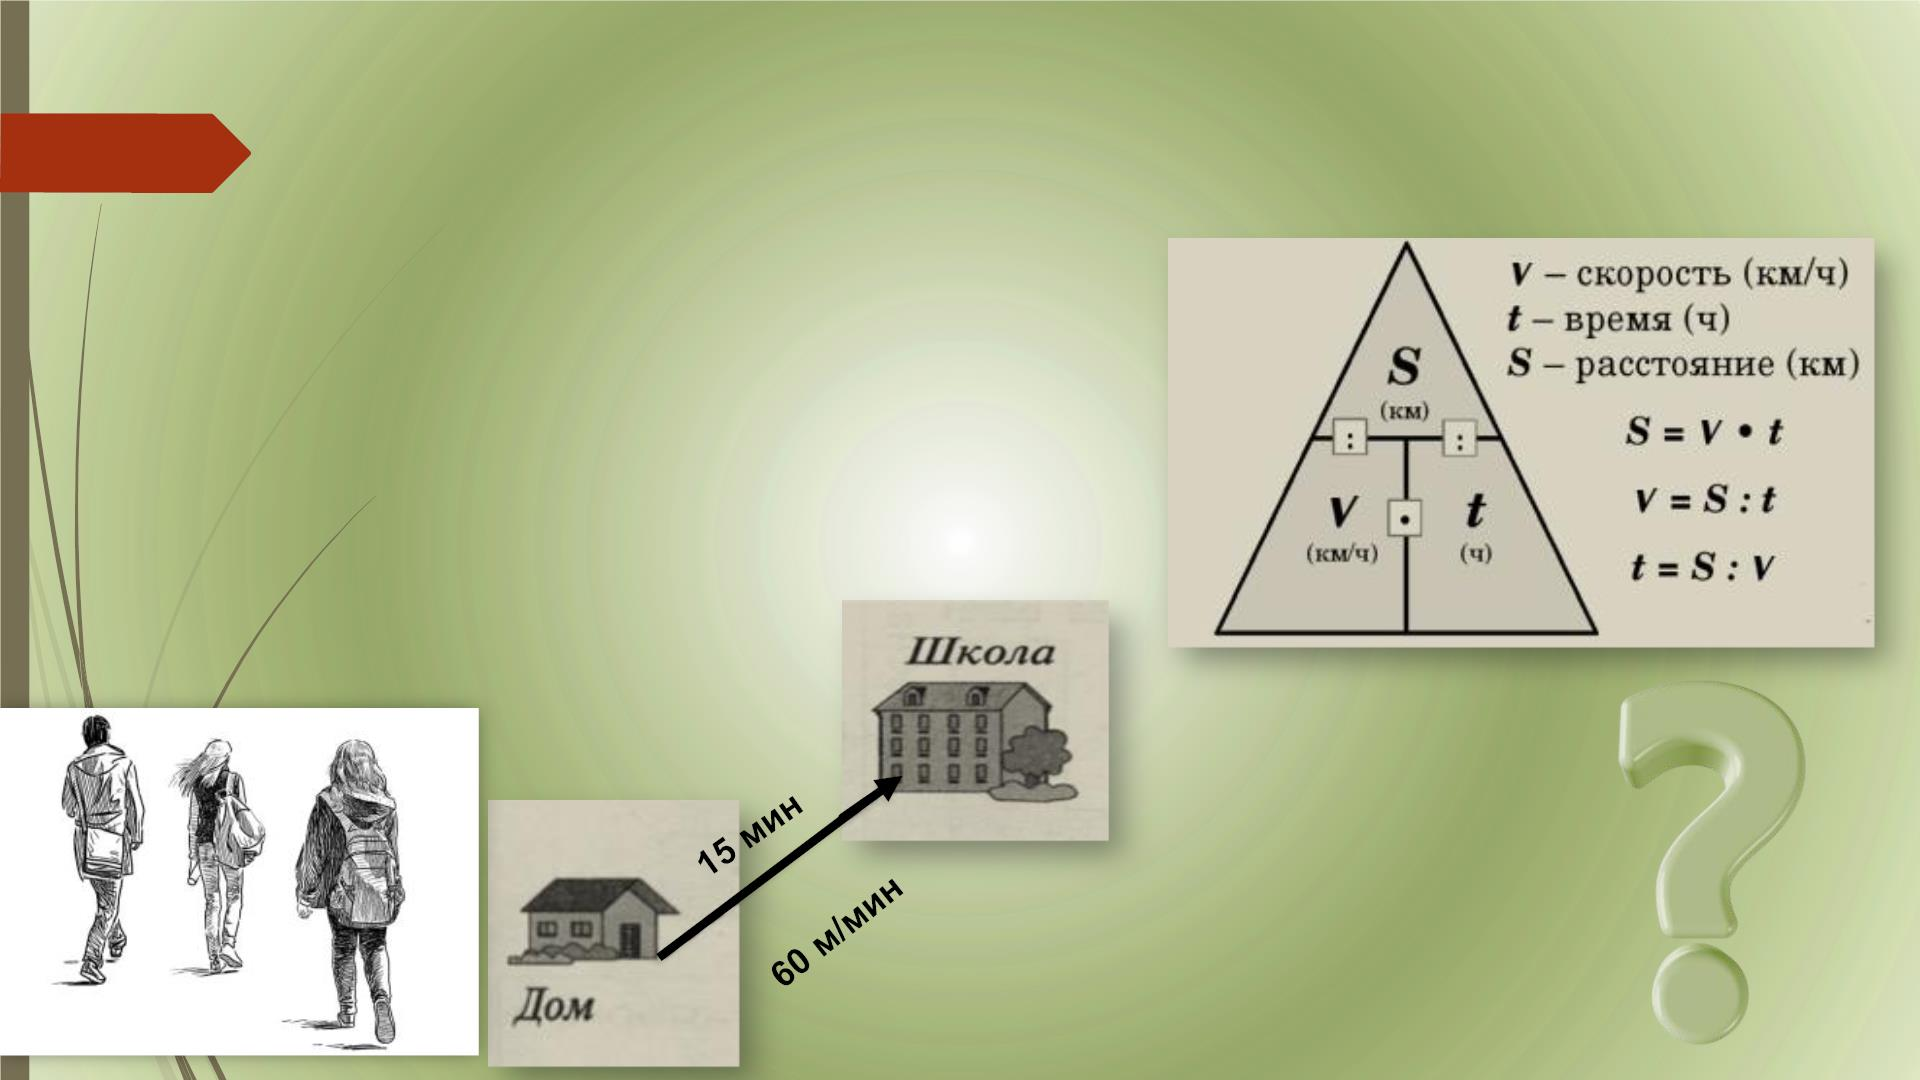 v – скорость (км/ч)
t – время (ч)
S – расстояние (км)
S
(км)
: :
S = v • t
v • t
(км/ч) (ч)
v = S : t
t = S : v
Школа
15 мин
60 м/мин
Дом
?